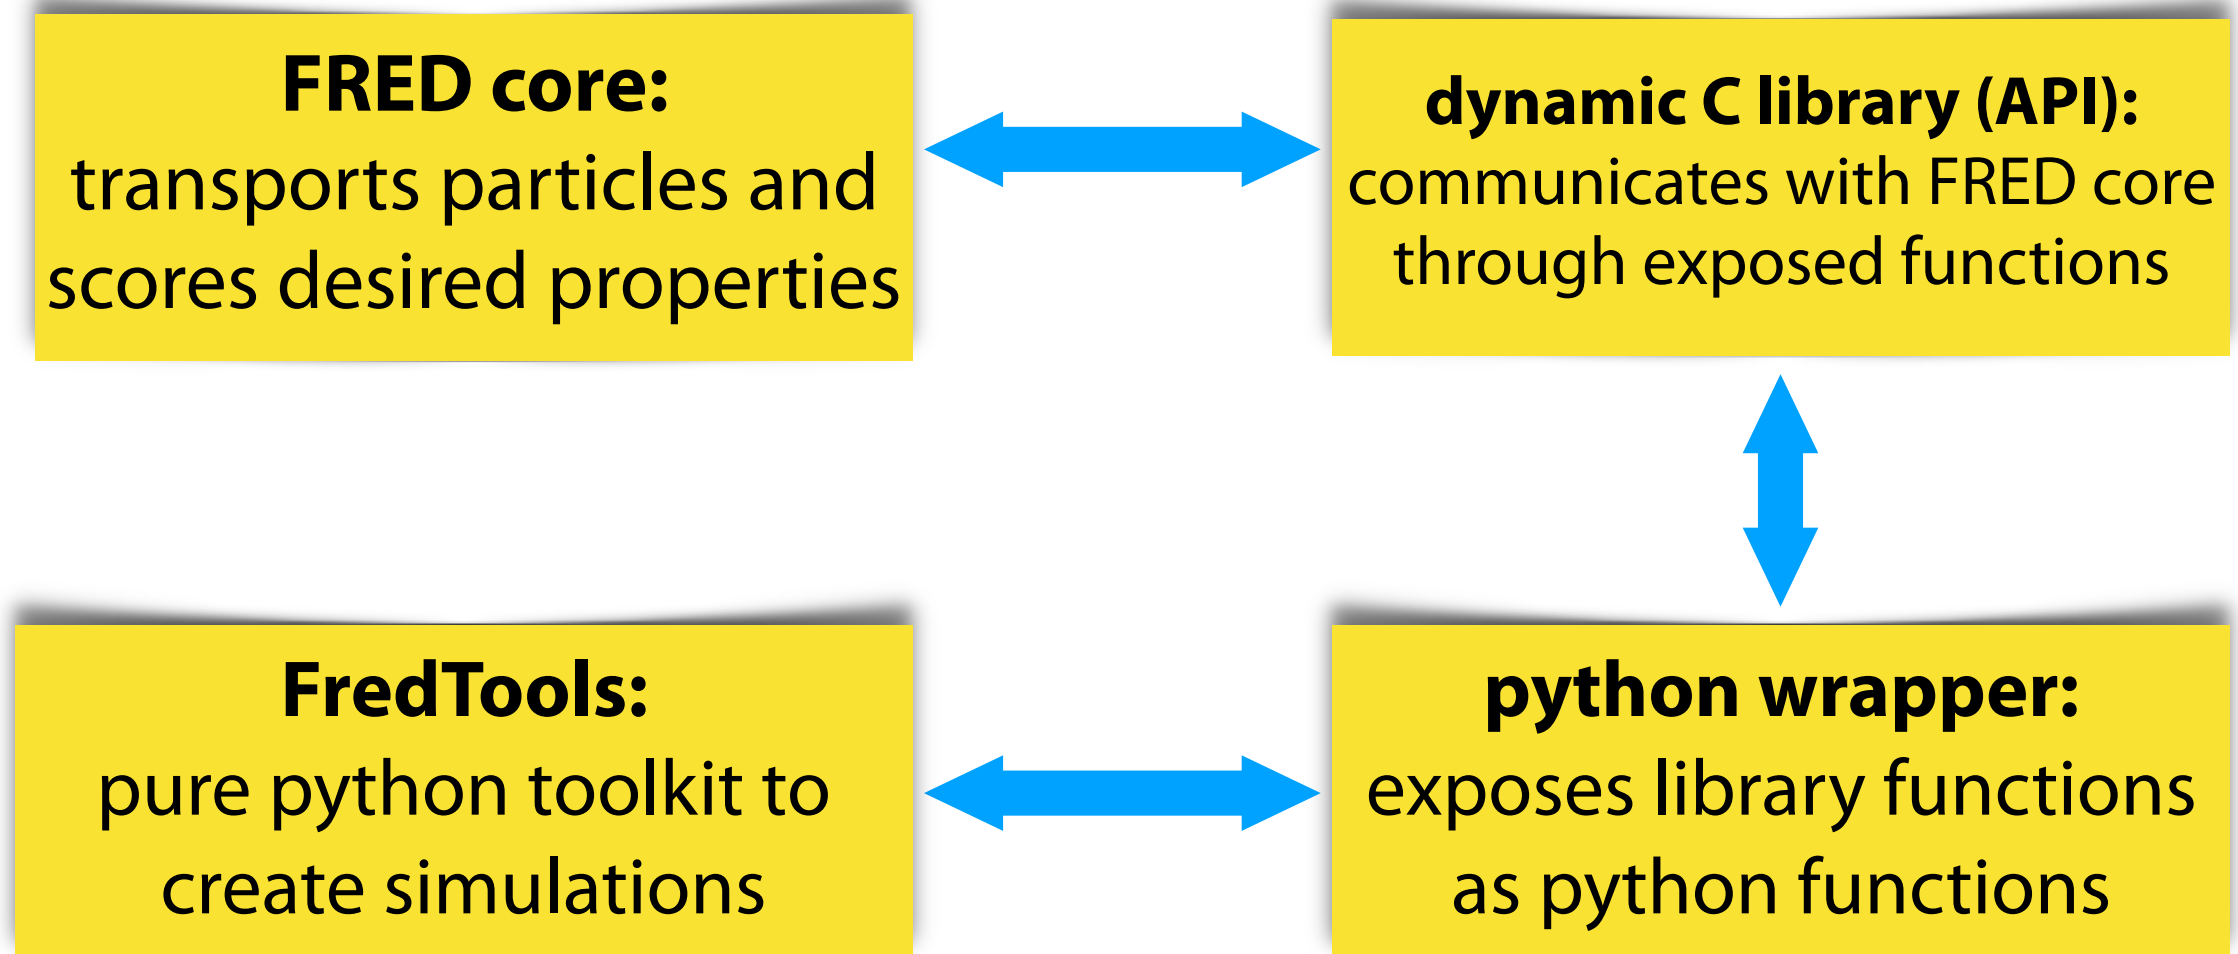 FRED core:
transports particles and
scores desired properties
dynamic C library (API):
communicates with FRED core
through exposed functions
FredTools:
pure python toolkit to
create simulations
python wrapper:
exposes library functions
as python functions